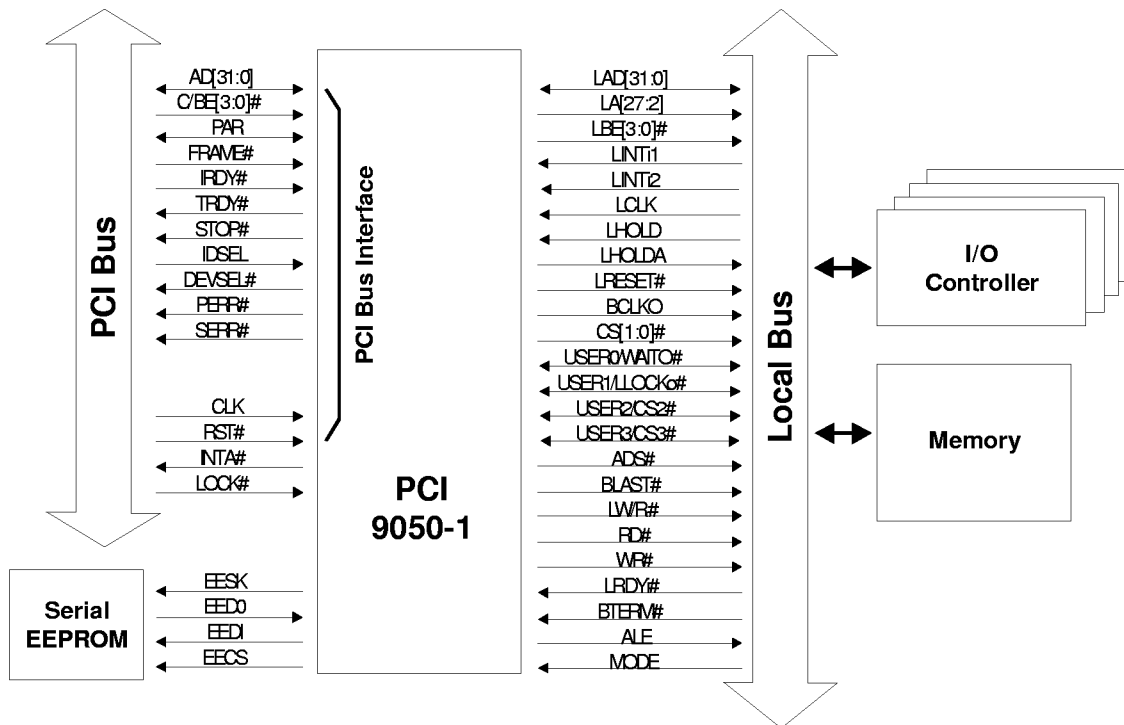 PCI Bus
AD[31:0]
C/BE[3:0]#
PAR
FRAME#
IRDY#
TRDY#
STOP#
IDSEL
DEVSEL#
PERR#
SERR#
CLK
RST#
INTA#
LOCK#
Serial
EEPROM
EESK
EED0
EEDI
EECS
PCI Bus Interface
PCI
9050-1
LAD[31:0]
LA[27:2]
LBE[3:0]#
LINTi1
LINTi2
LCLK
LHOLD
LHOLDA
LRESET#
BCLKO
CS[1:0]#
USER0/WAITO#
USER1/LLOCKo#
USER2/CS2#
USER3/CS3#
ADS#
BLAST#
LW/R#
RD#
WR#
LRDYi#
BTERM#
ALE
MODE
Local Bus
I/O
Controller
Memory